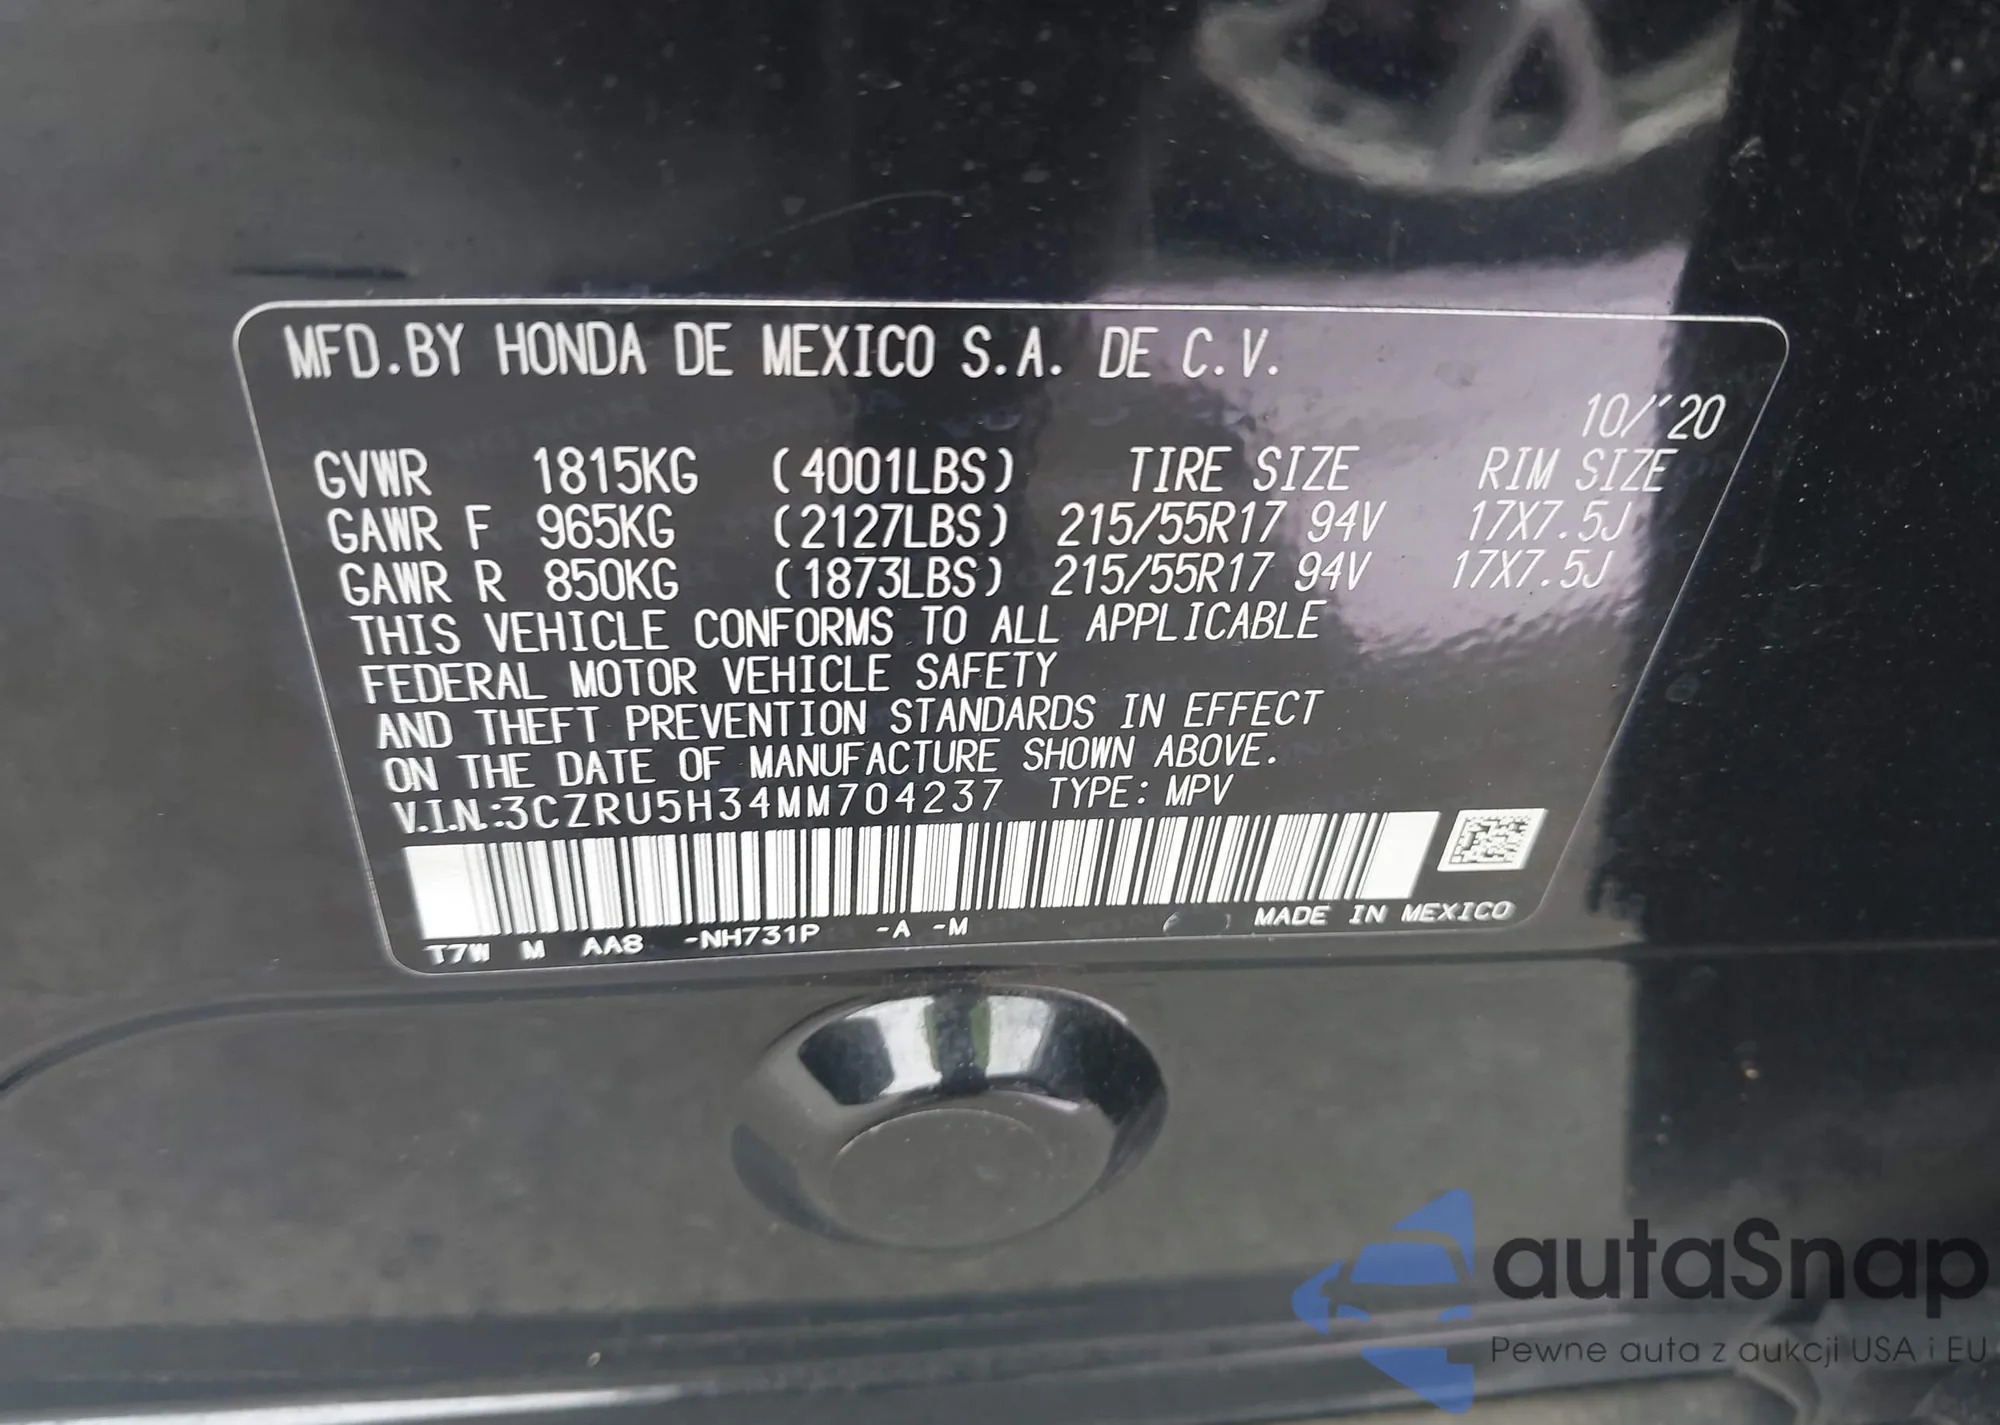 MFD.BY HONDA DE MEXICO S.A. DE C.V.
10/'20
GVWR 1815KG (4001LBS) TIRE SIZE RIM SIZE
GAWR F 965KG (2127LBS) 215/55R17 94V 17X7.5J
GAWR R 850KG (1873LBS) 215/55R17 94V 17X7.5J
THIS VEHICLE CONFORMS TO ALL APPLICABLE
FEDERAL MOTOR VEHICLE SAFETY
AND THEFT PREVENTION STANDARDS IN EFFECT
ON THE DATE OF MANUFACTURE SHOWN ABOVE.
V.I.N.:3CZRU5H34MM704237 TYPE: MPV
T7W M AA8 -NH731P -A -M MADE IN MEXICO
autaSnap
Pewne auta z aukcji USA i EU